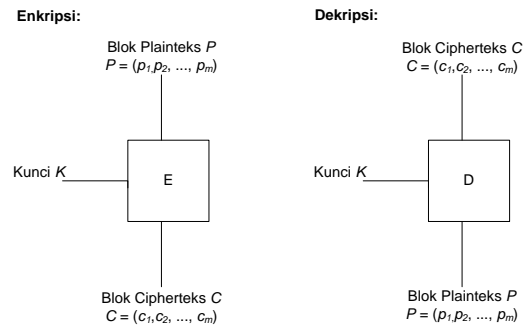 Enkripsi:
Blok Plainteks P
P = (p1,p2, ..., pm)
Kunci K
E
Blok Cipherteks C
C = (c1,c2, ..., cm)
Dekripsi:
Blok Cipherteks C
C = (c1,c2, ..., cm)
Kunci K
D
Blok Plainteks P
P = (p1,p2, ..., pm)